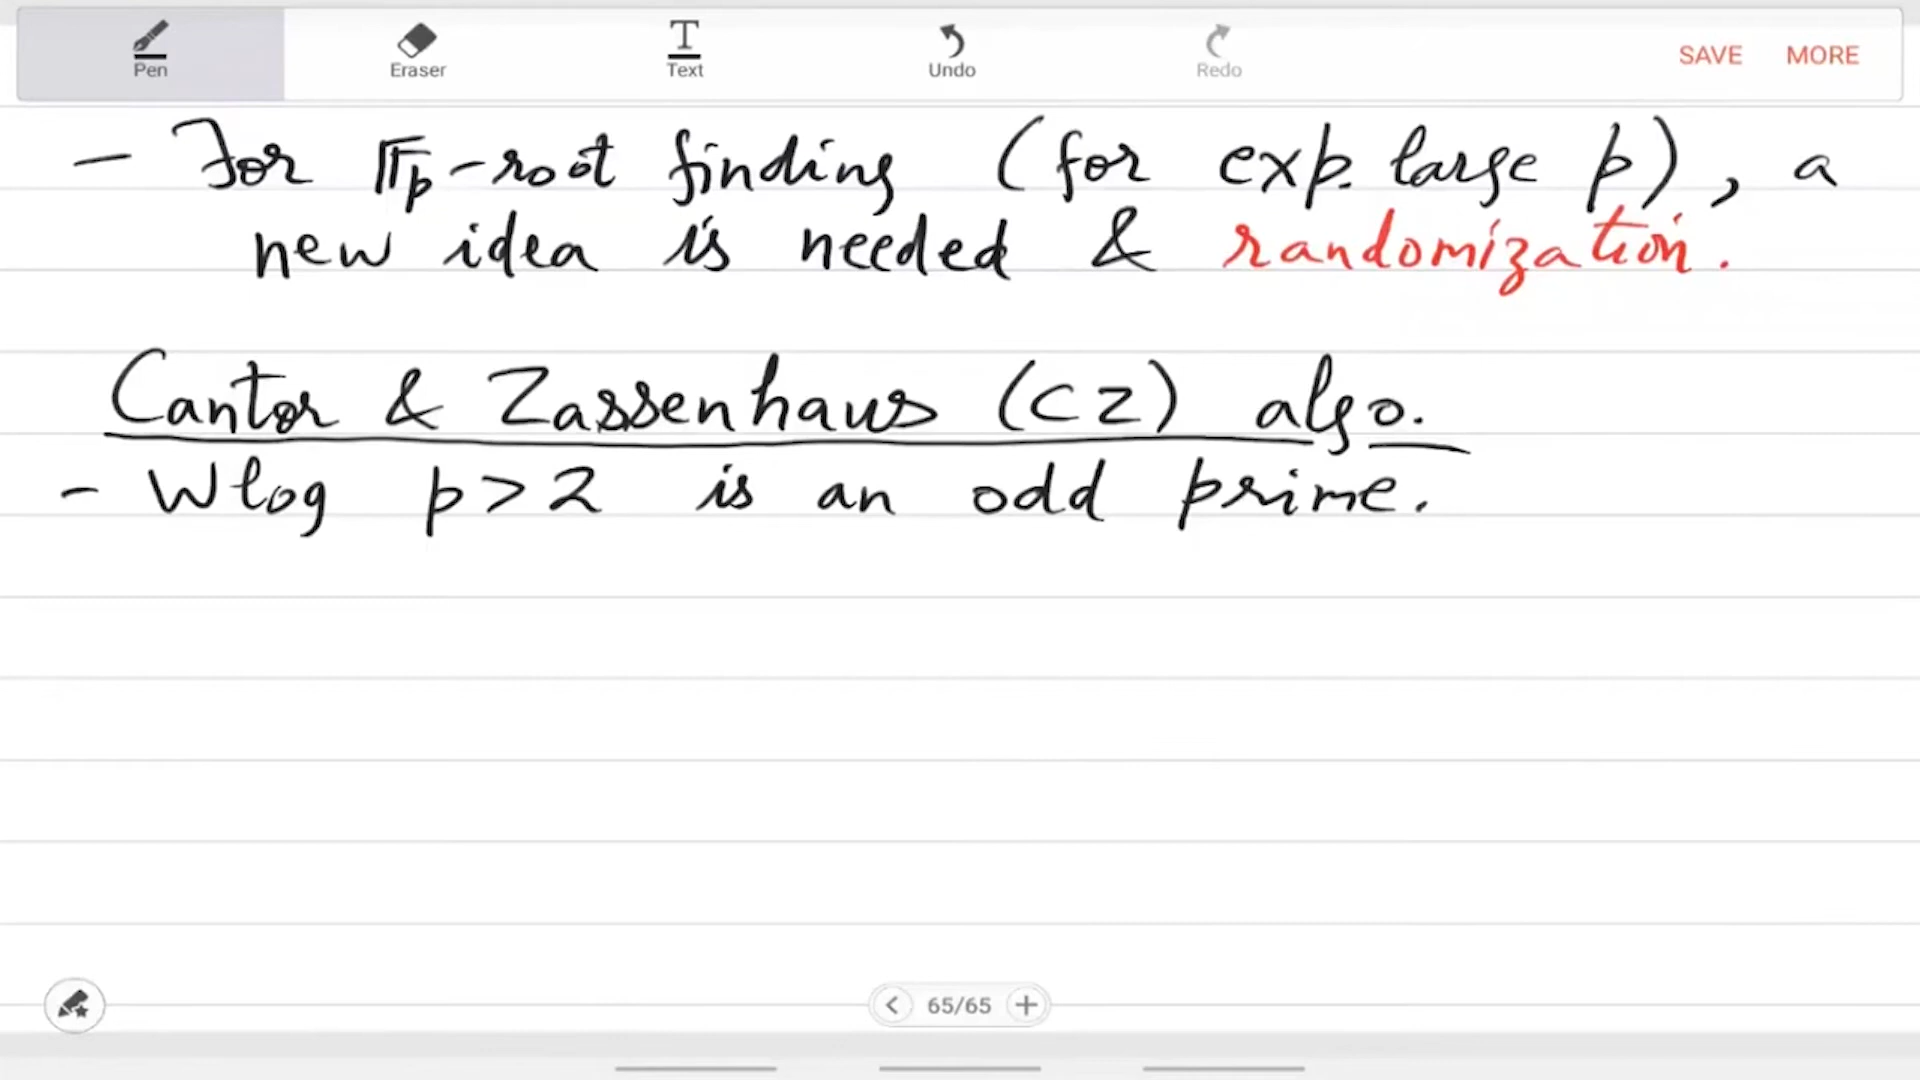 Pen Eraser Text Undo Redo SAVE MORE
- For 𝔽p-root finding (for exp. large p), a
new idea is needed & randomization.
Cantor & Zassenhaus (CZ) algo.
- Wlog p>2 is an odd prime.
65/65